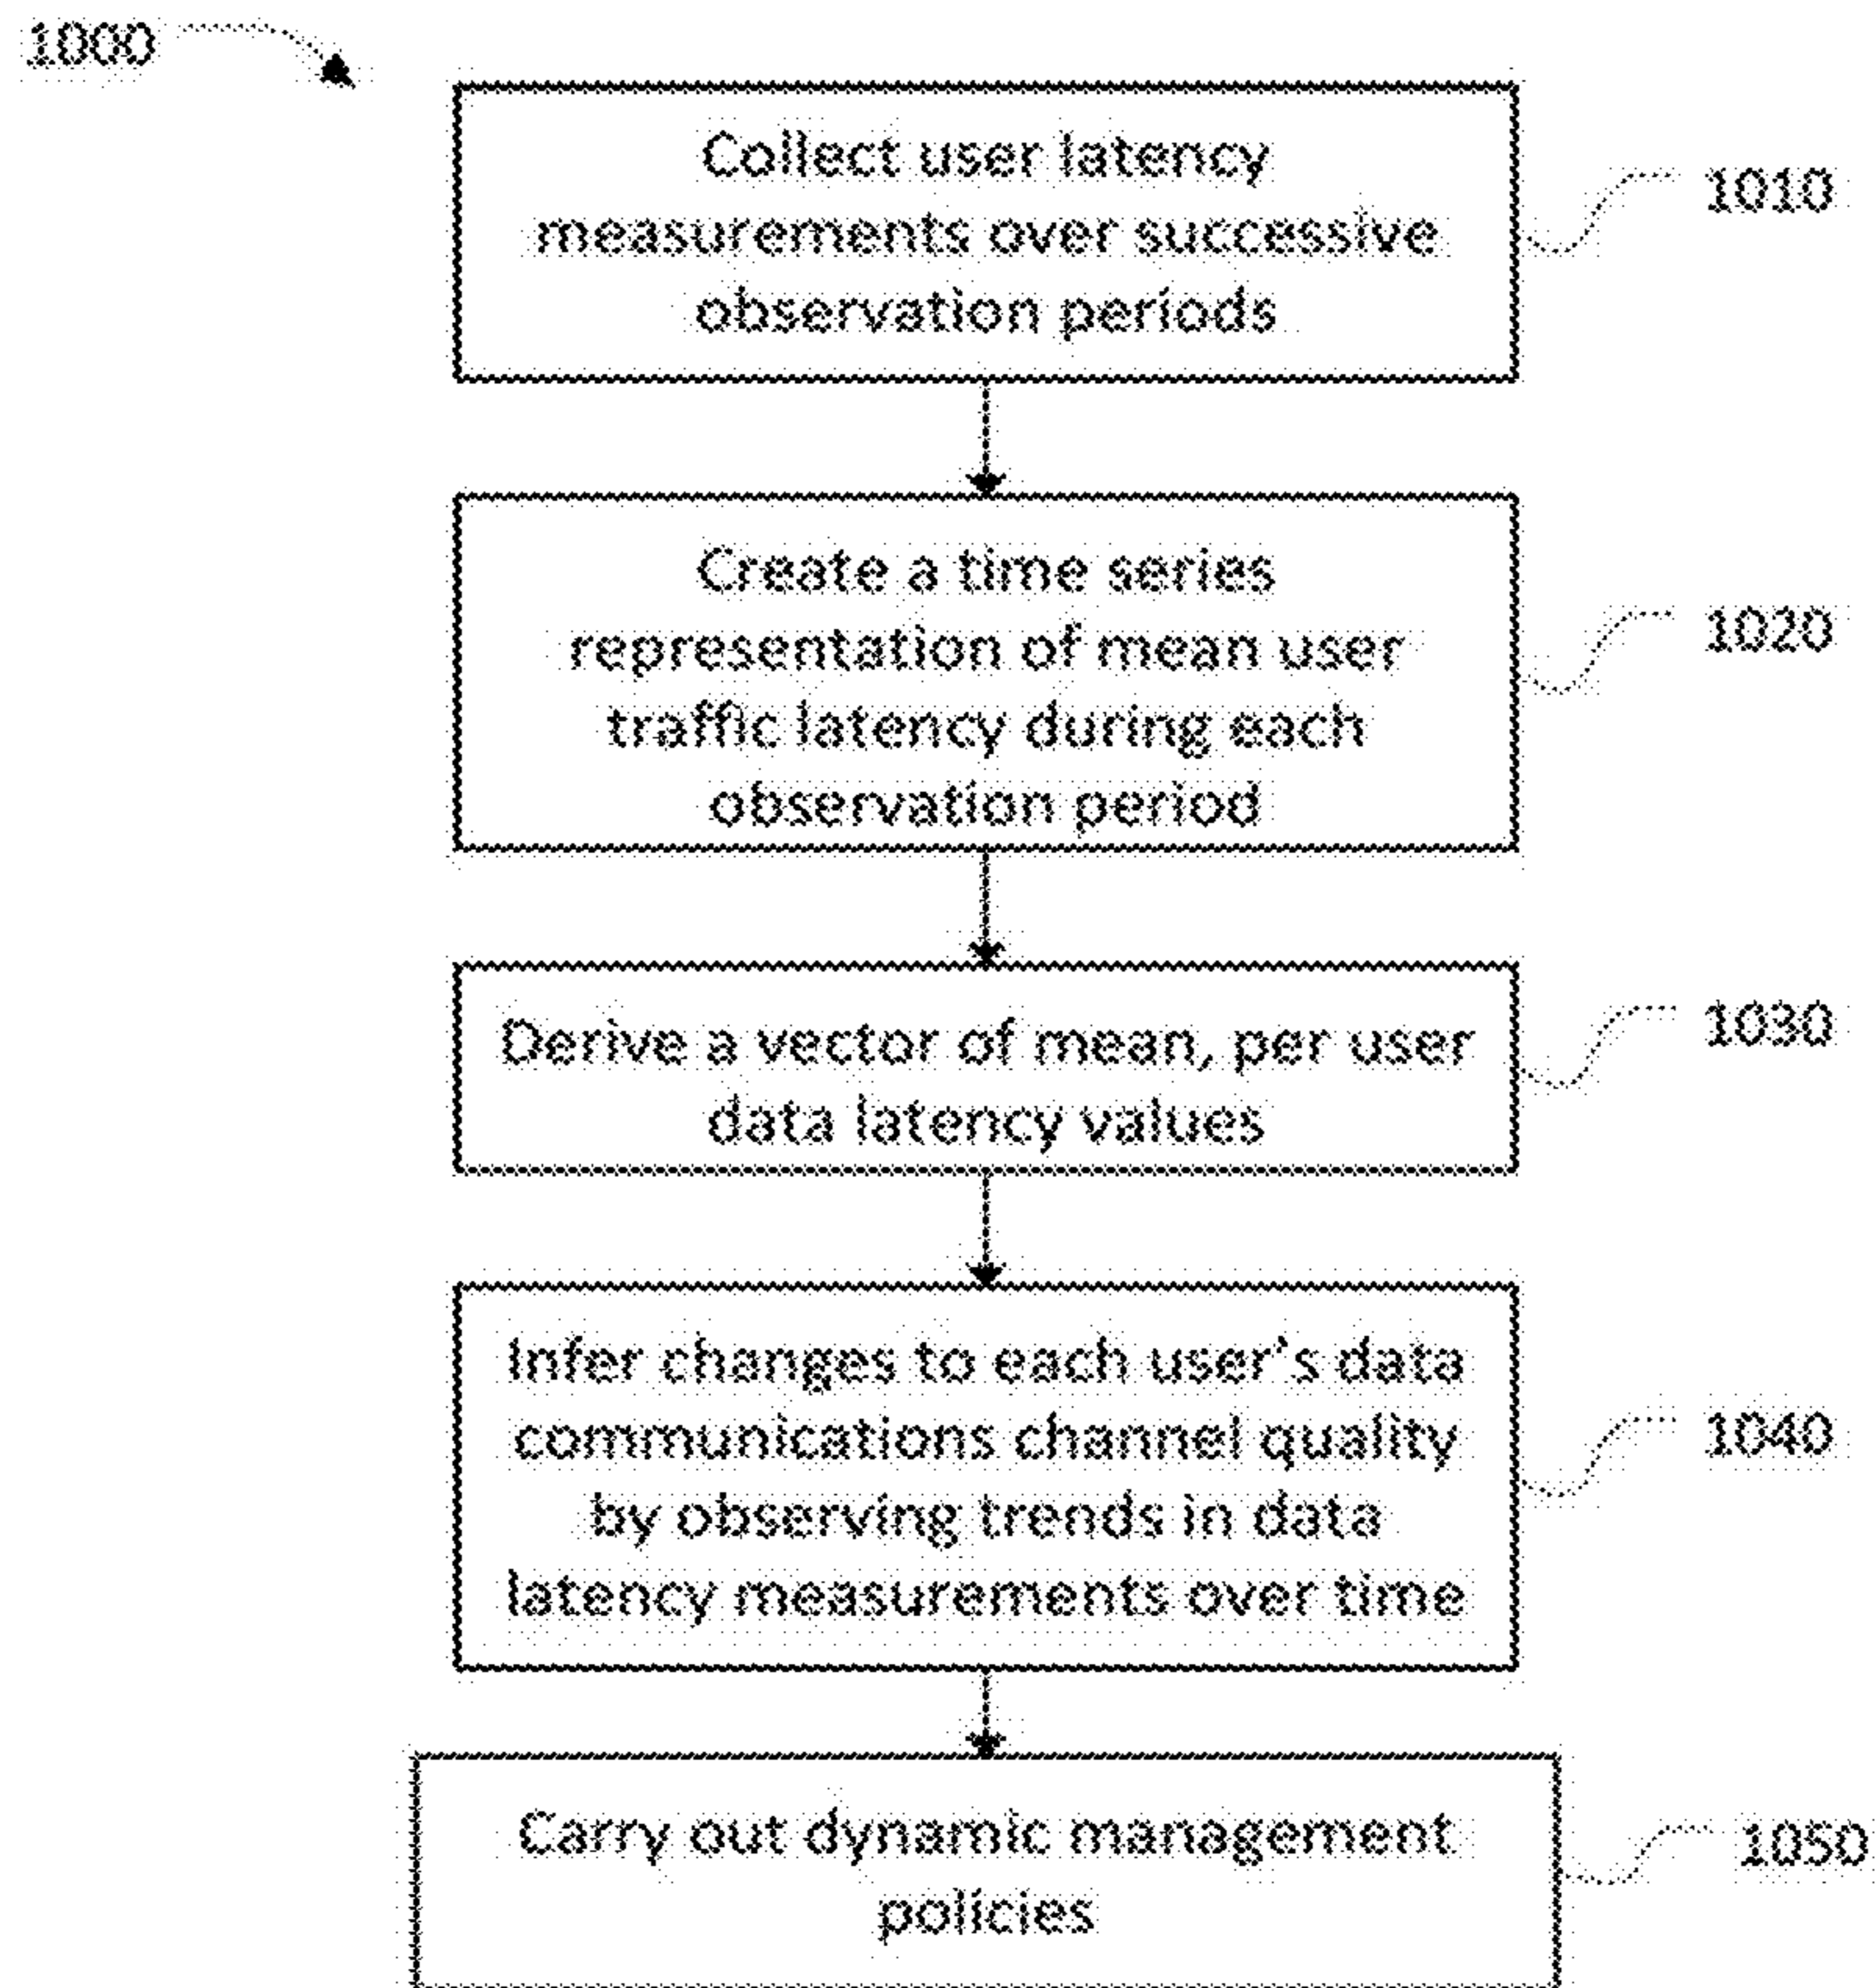 1000
Collect user latency
measurements over successive
observation periods
1010
Create a time series
representation of mean user
traffic latency during each
observation period
1020
Derive a vector of mean, per user
data latency values
1030
Infer changes to each user's data
communications channel quality
by observing trends in data
latency measurements over time
1040
Carry out dynamic management
policies
1050